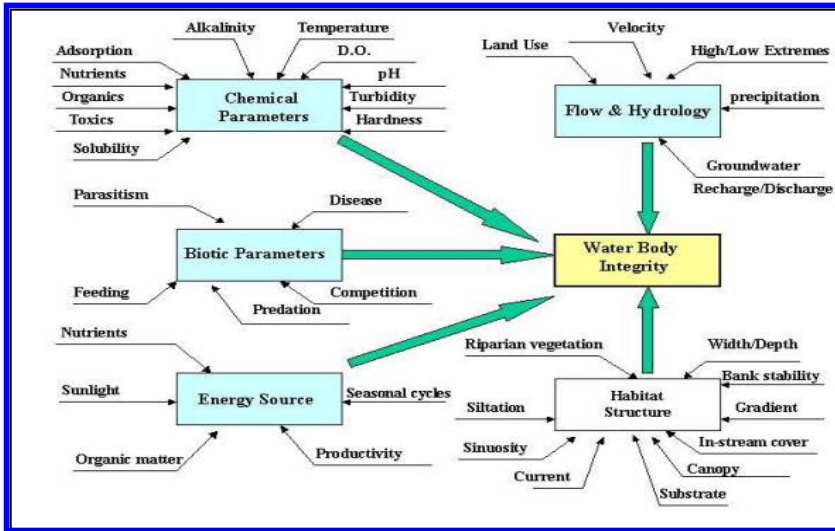 Alkalinity
Temperature
Adsorption
D.O.
Nutrients
pH
Organics
Chemical
Parameters
Turbidity
Toxics
Hardness
Solubility
Velocity
Land Use
High/Low Extremes
Flow & Hydrology
precipitation
Groundwater
Recharge/Discharge
Parasitism
Disease
Biotic Parameters
Feeding
Competition
Predation
Water Body
Integrity
Nutrients
Sunlight
Seasonal cycles
Energy Source
Organic matter
Productivity
Riparian vegetation
Width/Depth
Bank stability
Habitat
Structure
Siltation
Gradient
Sinuosity
In-stream cover
Current
Canopy
Substrate